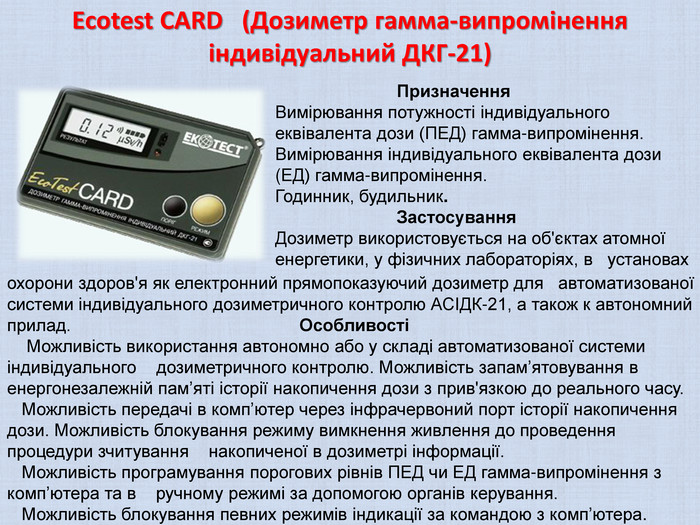 Ecotest CARD (Дозиметр гамма-випромінення
індивідуальний ДКГ-21)
0.12
µSv/h
РЕЗУЛЬТАТ
ЕКОТЕСТ
EcoTest CARD
ПОРІГ
РЕЖИМ
ДОЗИМЕТР ГАММА-ВИПРОМІНЕННЯ ІНДИВІДУАЛЬНИЙ ДКГ-21
Призначення
Вимірювання потужності індивідуального
еквівалента дози (ПЕД) гамма-випромінення.
Вимірювання індивідуального еквівалента дози
(ЕД) гамма-випромінення.
Годинник, будильник.
Застосування
Дозиметр використовується на об'єктах атомної
енергетики, у фізичних лабораторіях, в установах
охорони здоров'я як електронний прямопоказуючий дозиметр для автоматизованої
системи індивідуального дозиметричного контролю АСІДК-21, а також к автономний
прилад. Особливості
Можливість використання автономно або у складі автоматизованої системи
індивідуального дозиметричного контролю. Можливість запам’ятовування в
енергонезалежній пам’яті історії накопичення дози з прив'язкою до реального часу.
Можливість передачі в комп’ютер через інфрачервоний порт історії накопичення
дози. Можливість блокування режиму вимкнення живлення до проведення
процедури зчитування накопиченої в дозиметрі інформації.
Можливість програмування порогових рівнів ПЕД чи ЕД гамма-випромінення з
комп’ютера та в ручному режимі за допомогою органів керування.
Можливість блокування певних режимів індикації за командою з комп’ютера.